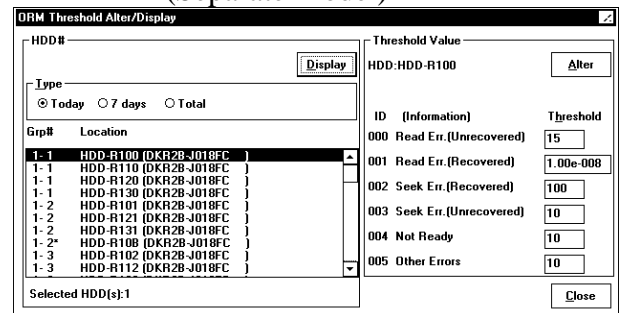 (Separate Model)
ORM Threshold Alter/Display
HDD#
Display
Type
Today 7 days Total
Grp# Location
1- 1 HDD-R100 (DKR2B-J018FC )
1- 1 HDD-R110 (DKR2B-J018FC )
1- 1 HDD-R120 (DKR2B-J018FC )
1- 1 HDD-R130 (DKR2B-J018FC )
1- 2 HDD-R101 (DKR2B-J018FC )
1- 2 HDD-R121 (DKR2B-J018FC )
1- 2 HDD-R131 (DKR2B-J018FC )
1- 2* HDD-R10B (DKR2B-J018FC )
1- 3 HDD-R102 (DKR2B-J018FC )
1- 3 HDD-R112 (DKR2B-J018FC )
Selected HDD(s):1
Threshold Value
HDD:HDD-R100 Alter
ID (Information) Threshold
000 Read Err.(Unrecovered) 15
001 Read Err.(Recovered) 1.00e-008
002 Seek Err.(Recovered) 100
003 Seek Err.(Unrecovered) 10
004 Not Ready 10
005 Other Errors 10
Close